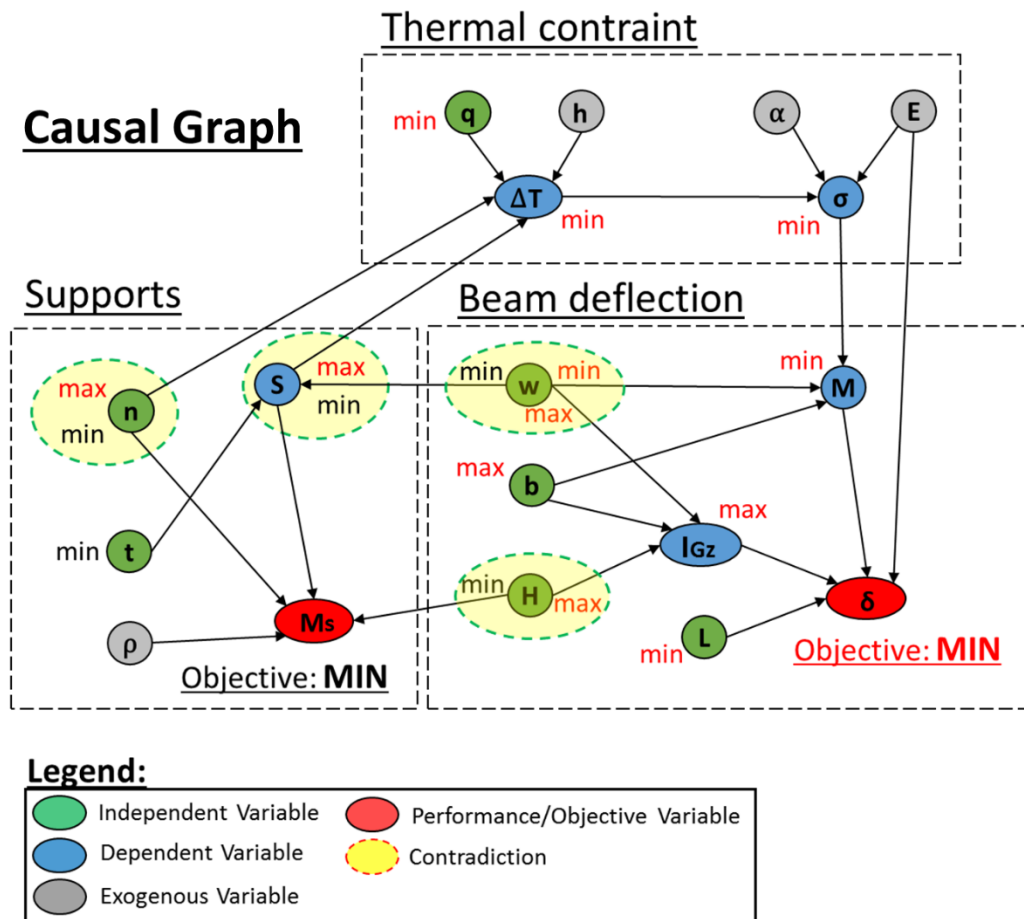 Thermal contraint
Causal Graph
min
q
h
α
E
ΔT
min
σ
min
Supports
Beam deflection
max
n
min
S
max
min
min
w
min
max
min
M
max
b
max
IGz
min
t
min
H
max
ρ
Ms
Objective: MIN
L
min
δ
Objective: MIN
Legend:
Independent Variable
Performance/Objective Variable
Dependent Variable
Contradiction
Exogenous Variable